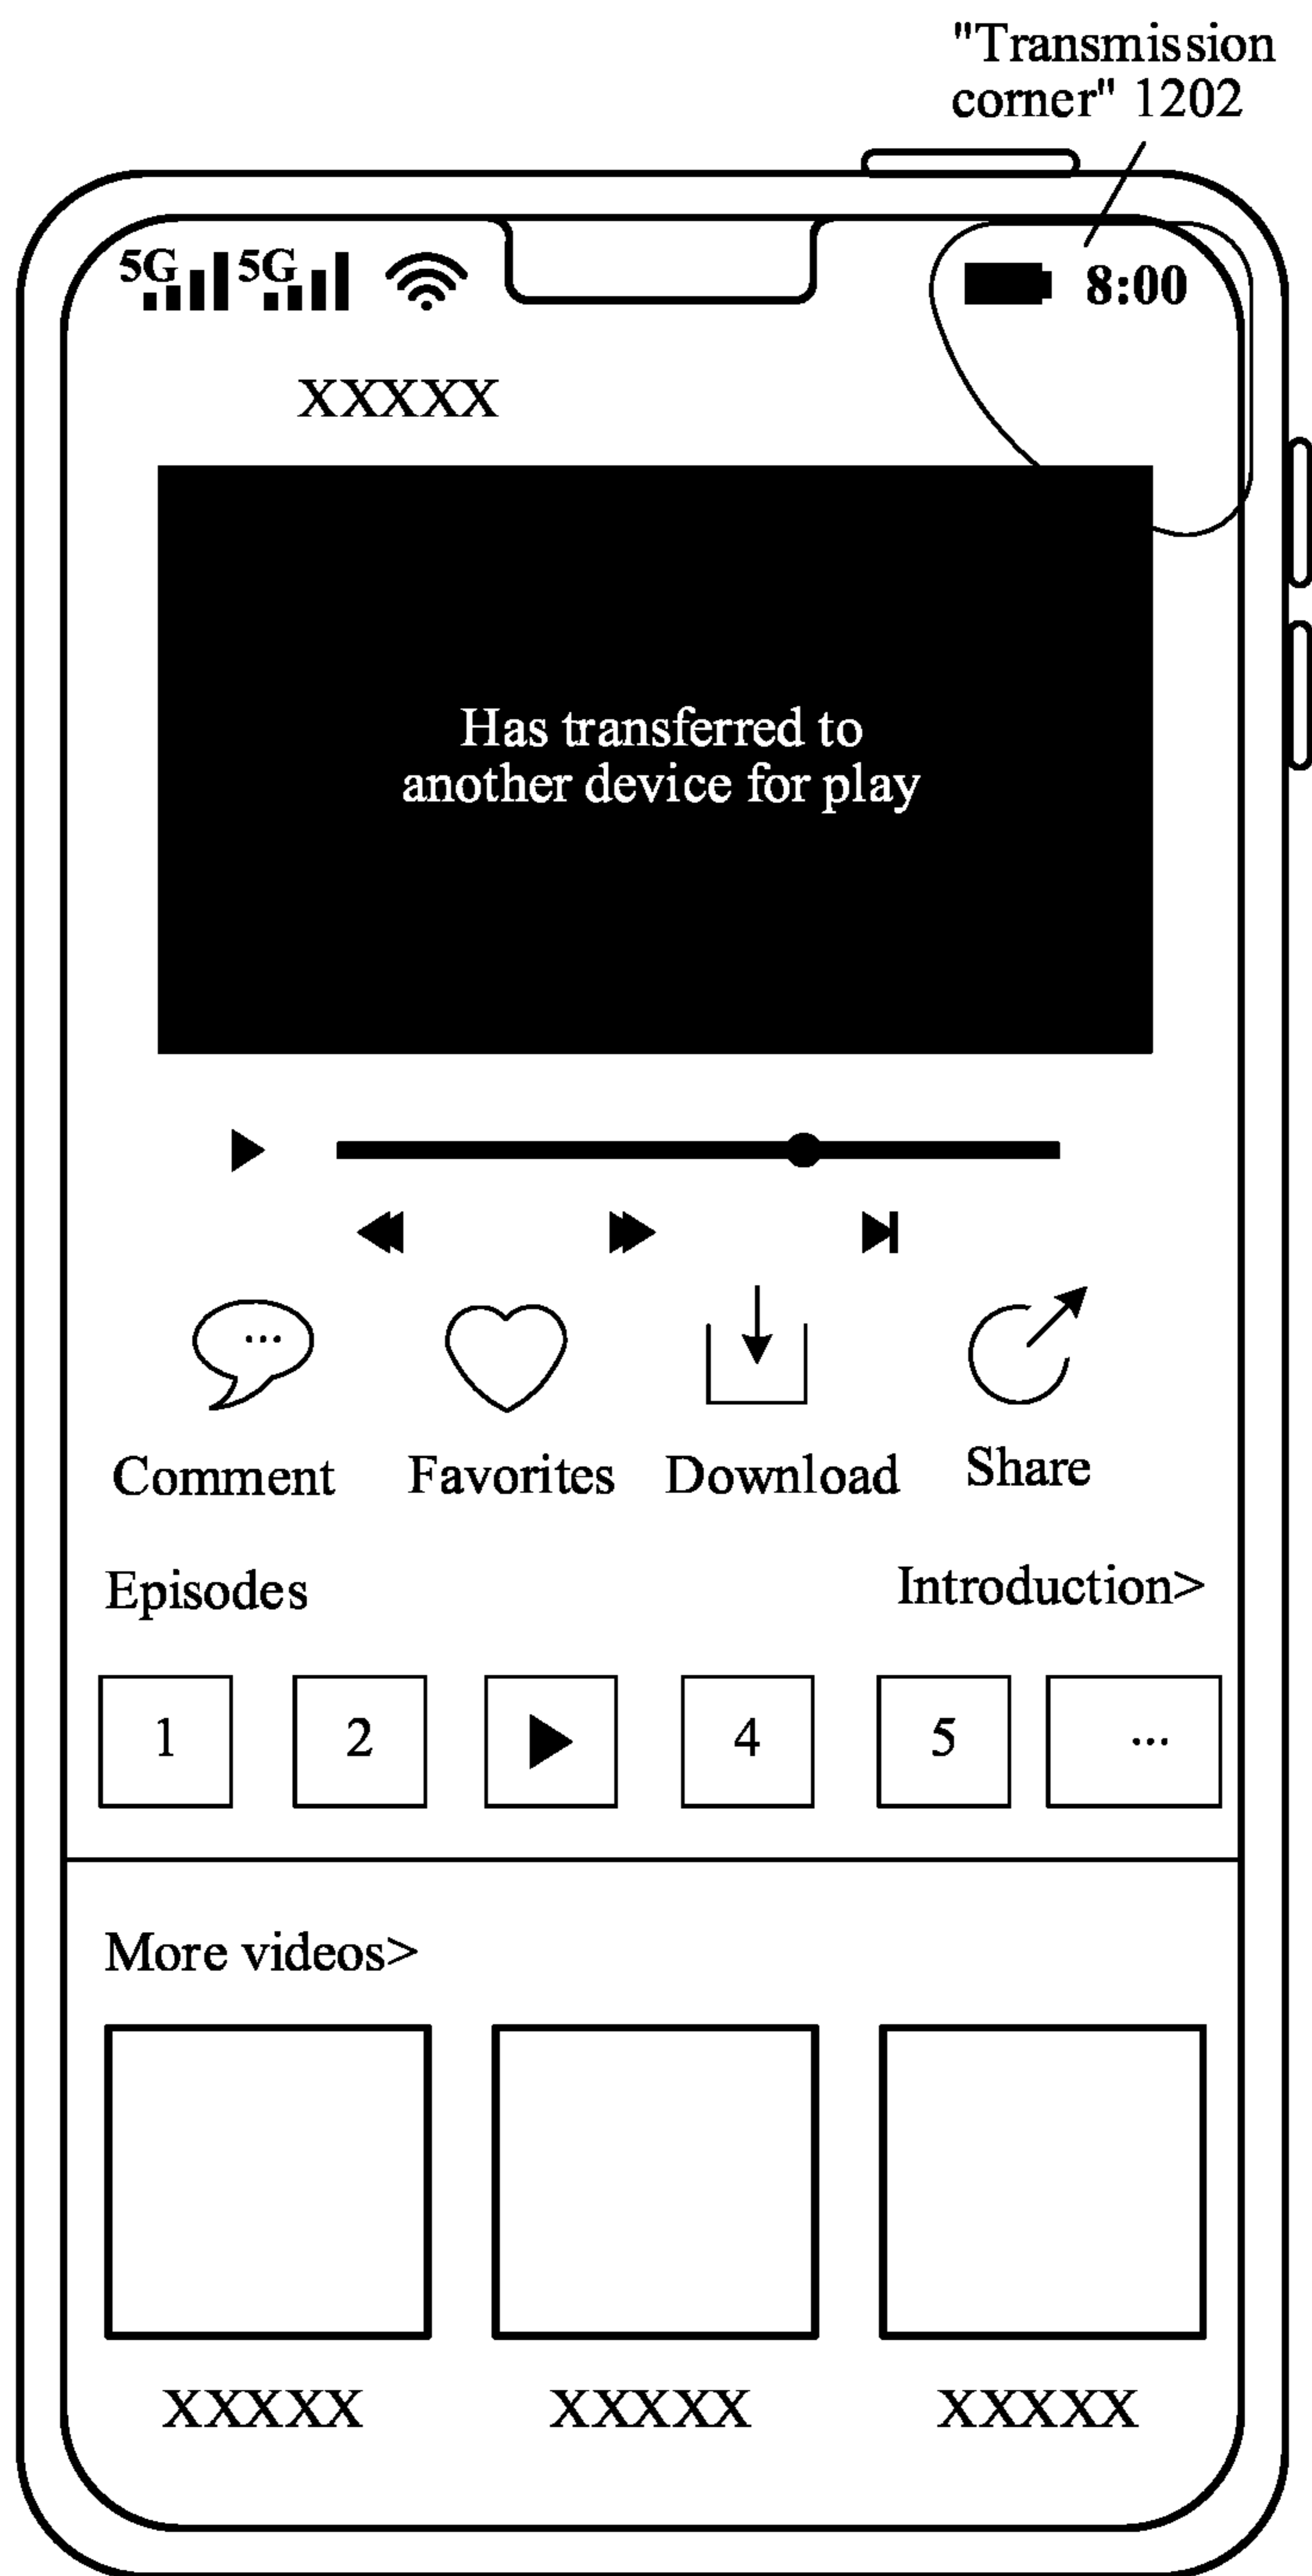 "Transmission
corner" 1202
5G 5G 8:00
XXXXX
Has transferred to
another device for play
...
Comment Favorites Download Share
Episodes Introduction>
1 2 4 5 ...
More videos>
XXXXX XXXXX XXXXX